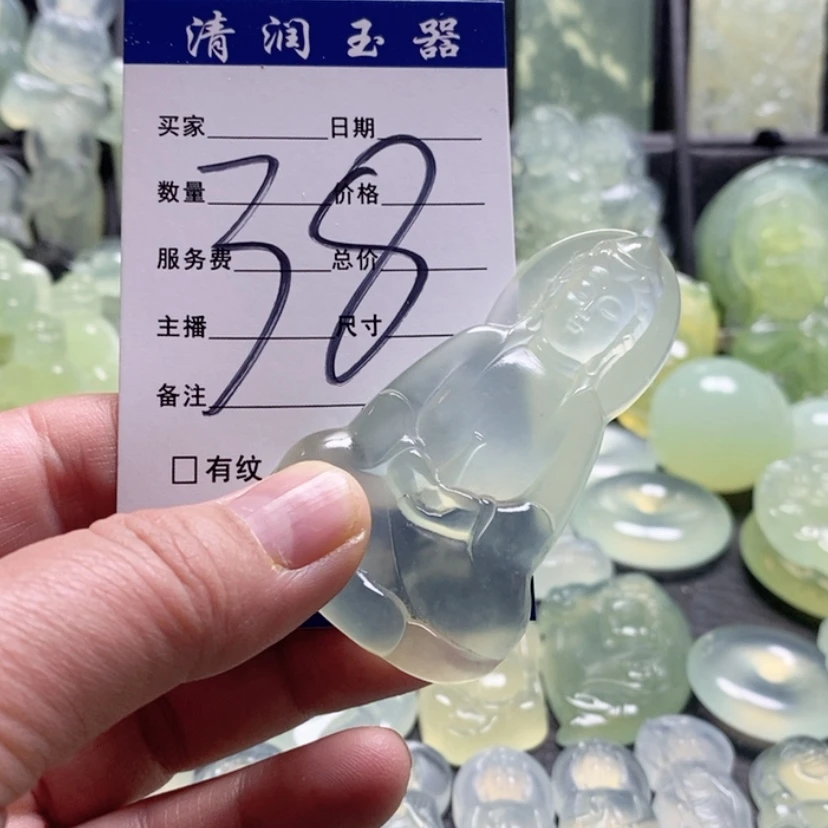 清润玉器
买家 日期
数量 价格
服务费 总价
主播 尺寸
备注
38
有纹